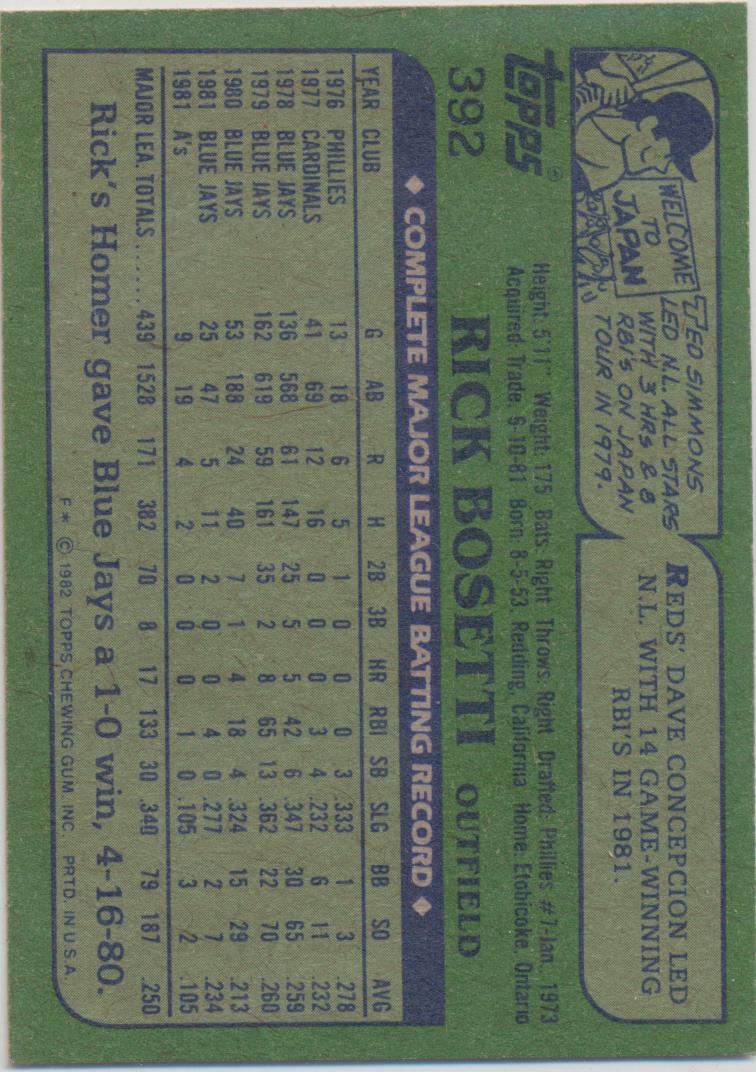 WELCOME
TO
JAPAN
TED SIMMONS
LED N.L. ALL STARS
WITH 3 HRS & 8
RBI'S ON JAPAN
TOUR IN 1979.
REDS' DAVE CONCEPCION LED
N.L. WITH 14 GAME-WINNING
RBI'S IN 1981.
topps®
392
Height: 5'11" Weight: 175 Bats: Right Throws: Right Drafted: Phillies #7-Jan., 1973
Acquired: Trade, 6-10-81 Born: 8-5-53, Redding, California Home: Etobicoke, Ontario
RICK BOSETTI OUTFIELD
◆ COMPLETE MAJOR LEAGUE BATTING RECORD ◆
YEAR CLUB G AB R H 2B 3B HR RBI SB SLG BB SO AVG
1976 PHILLIES 13 18 6 5 1 0 0 0 3 .333 1 3 .278
1977 CARDINALS 41 69 12 16 0 0 0 3 4 .232 6 11 .232
1978 BLUE JAYS 136 568 61 147 25 5 5 42 6 .347 30 65 .259
1979 BLUE JAYS 162 619 59 161 35 2 8 65 13 .362 22 70 .260
1980 BLUE JAYS 53 188 24 40 7 1 4 18 4 .324 15 29 .213
1981 BLUE JAYS 25 47 5 11 2 0 0 4 0 .277 2 7 .234
1981 A's 9 19 4 2 0 0 0 1 0 .105 3 2 .105
MAJOR LEA. TOTALS ...... 439 1528 171 382 70 8 17 133 30 .340 79 187 .250
Rick's Homer gave Blue Jays a 1-0 win, 4-16-80.
F* © 1982 TOPPS CHEWING GUM, INC. PRTD. IN U.S.A.